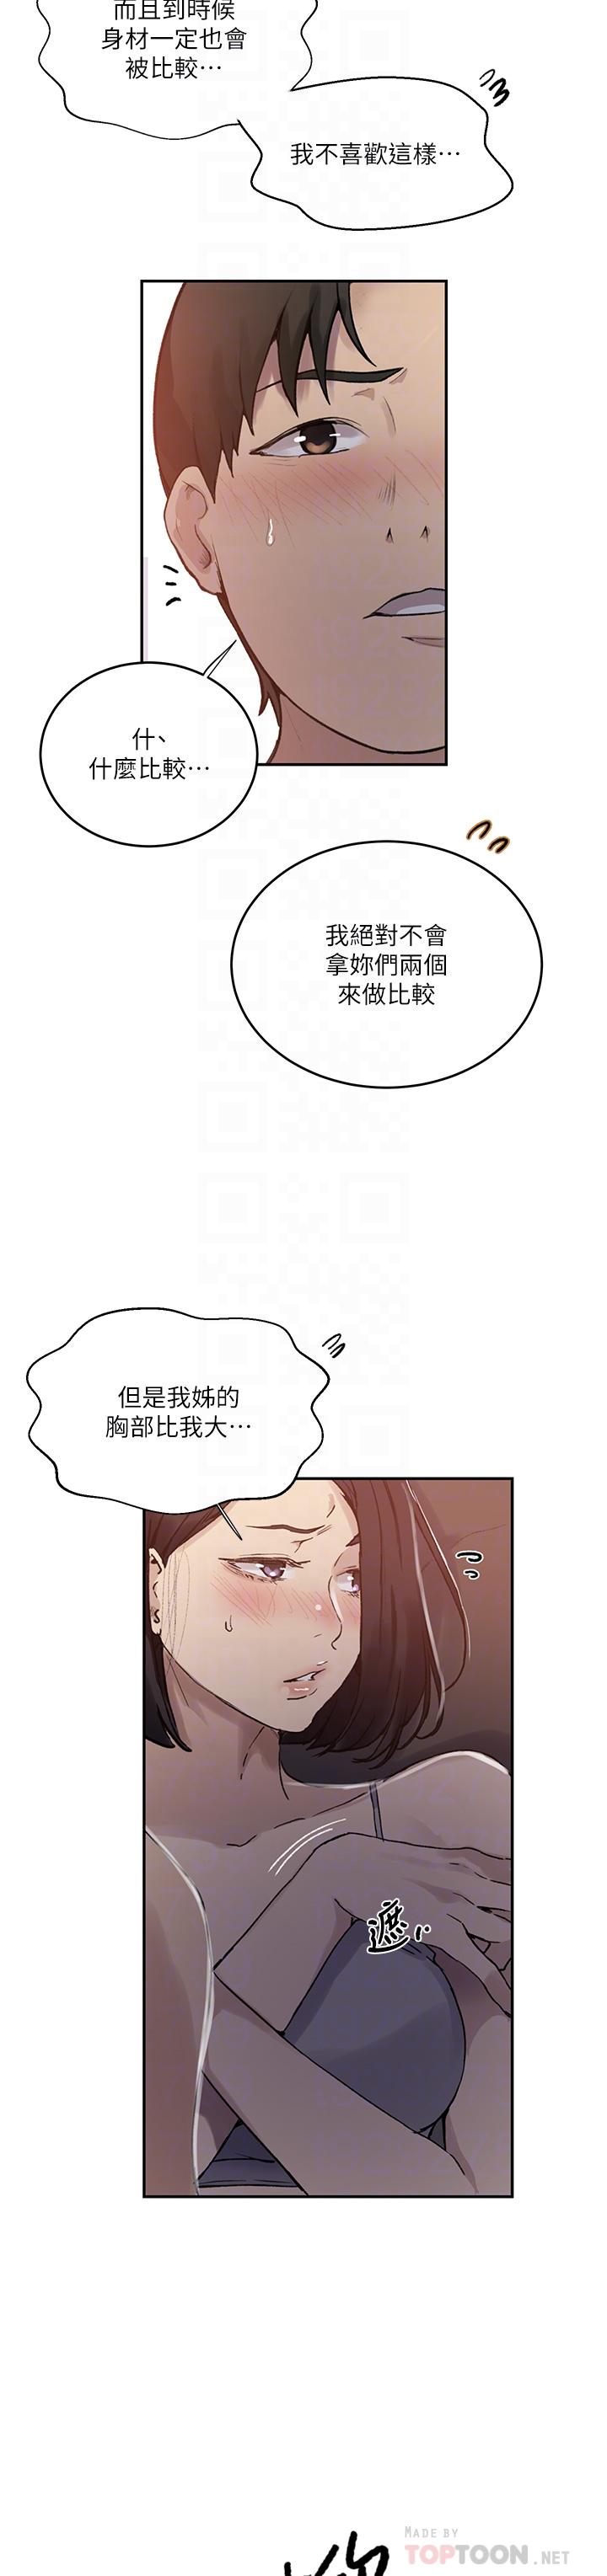 而且到時候
身材一定也會
被比較…
我不喜歡這樣…
什、
什麼比較…
我絕對不會
拿妳們兩個
來做比較
但是我姊的
胸部比我大…
遮
MADE BY
TOPTOON.NET